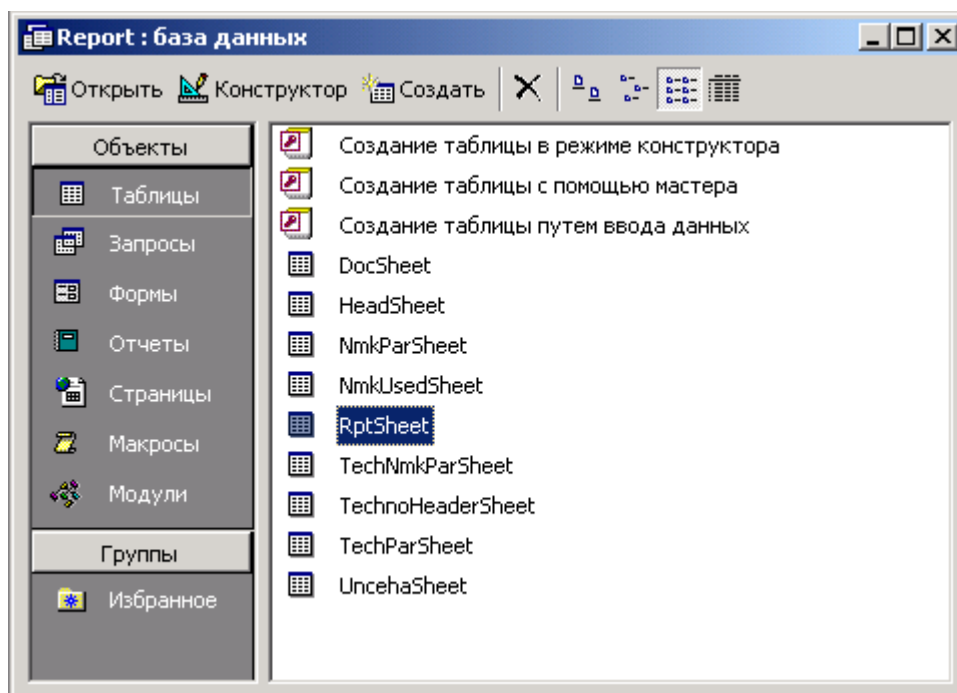 Report : база данных
Открыть Конструктор Создать
Объекты
Таблицы
Запросы
Формы
Отчеты
Страницы
Макросы
Модули
Группы
Избранное
Создание таблицы в режиме конструктора
Создание таблицы с помощью мастера
Создание таблицы путем ввода данных
DocSheet
HeadSheet
NmkParSheet
NmkUsedSheet
RptSheet
TechNmkParSheet
TechnoHeaderSheet
TechParSheet
UncehaSheet